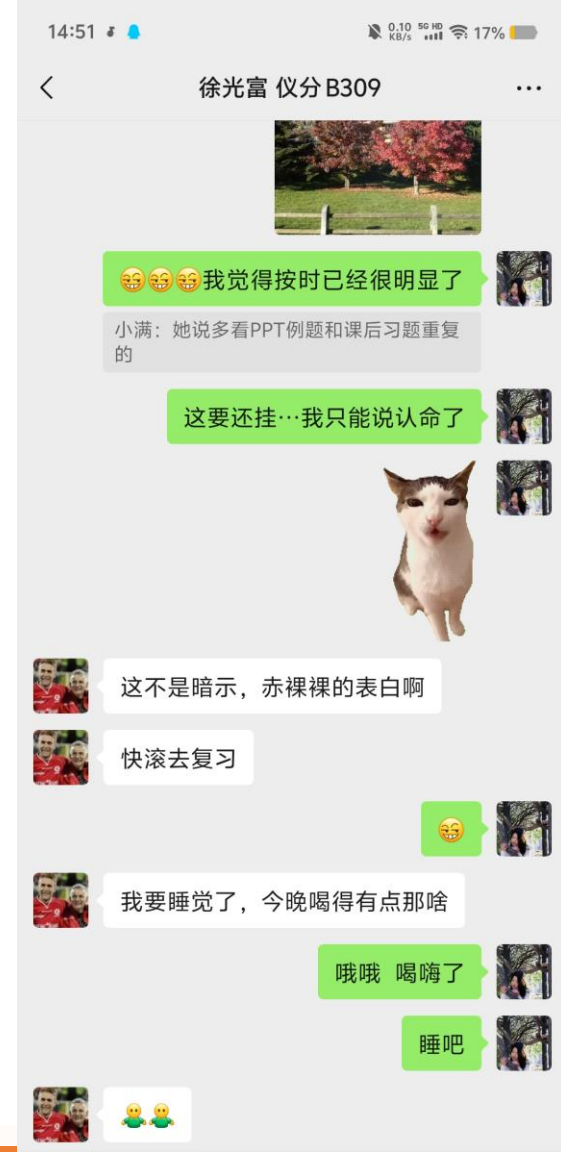 14:51
0.10 KB/s 5G HD 17%
徐光富 仪分B309
😁😁😁我觉得按时已经很明显了
小满：她说多看PPT例题和课后习题重复
的
这要还挂…我只能说认命了
这不是暗示，赤裸裸的表白啊
快滚去复习
😁
我要睡觉了，今晚喝得有点那啥
哦哦 喝嗨了
睡吧